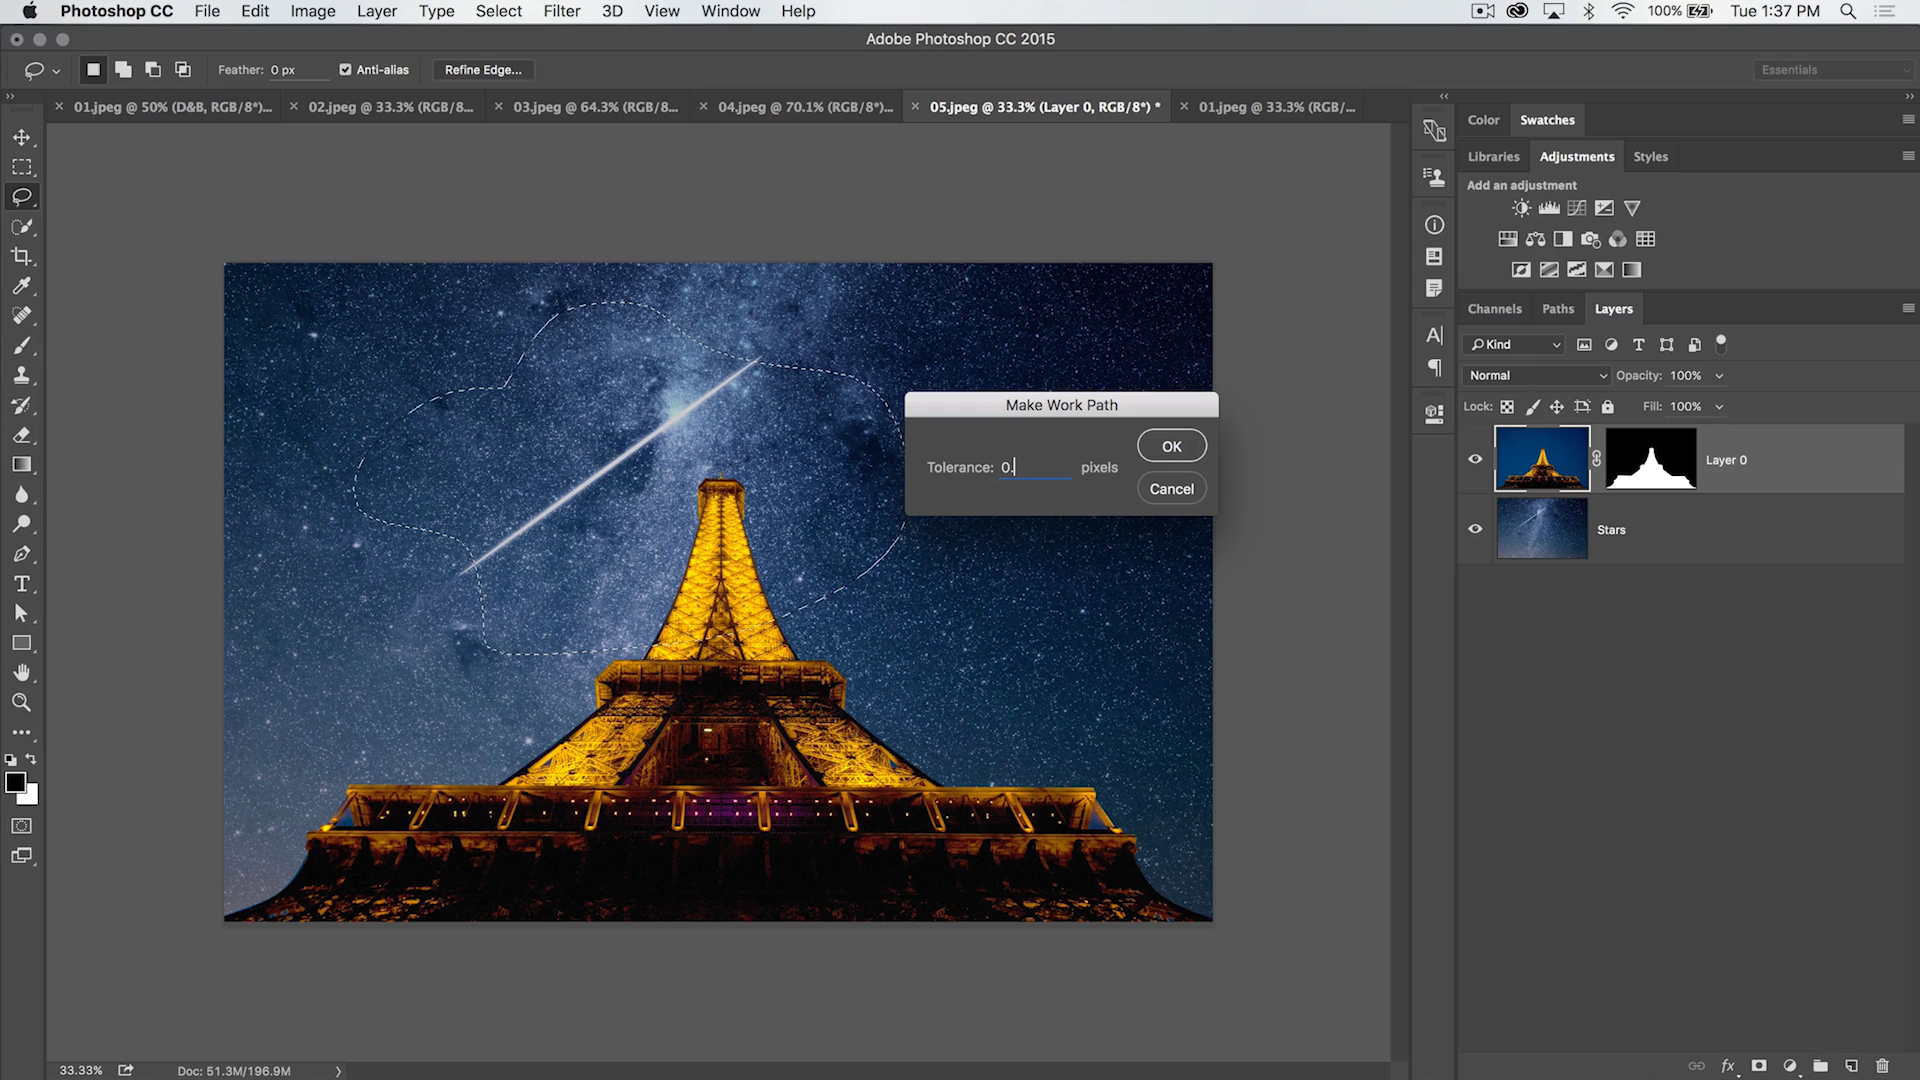 Photoshop CC File Edit Image Layer Type Select Filter 3D View Window Help 100% Tue 1:37 PM
Adobe Photoshop CC 2015
Feather: 0 px Anti-alias Refine Edge... Essentials
01.jpeg @ 50% (D&B, RGB/8*)... 02.jpeg @ 33.3% (RGB/8... 03.jpeg @ 64.3% (RGB/8... 04.jpeg @ 70.1% (RGB/8*)... 05.jpeg @ 33.3% (Layer 0, RGB/8*) * 01.jpeg @ 33.3% (RGB/...
Color Swatches
Libraries Adjustments Styles
Add an adjustment
Channels Paths Layers
Kind
Normal Opacity: 100%
Lock: Fill: 100%
Layer 0
Stars
Make Work Path
Tolerance: 0. pixels
OK
Cancel
33.33% Doc: 51.3M/196.9M